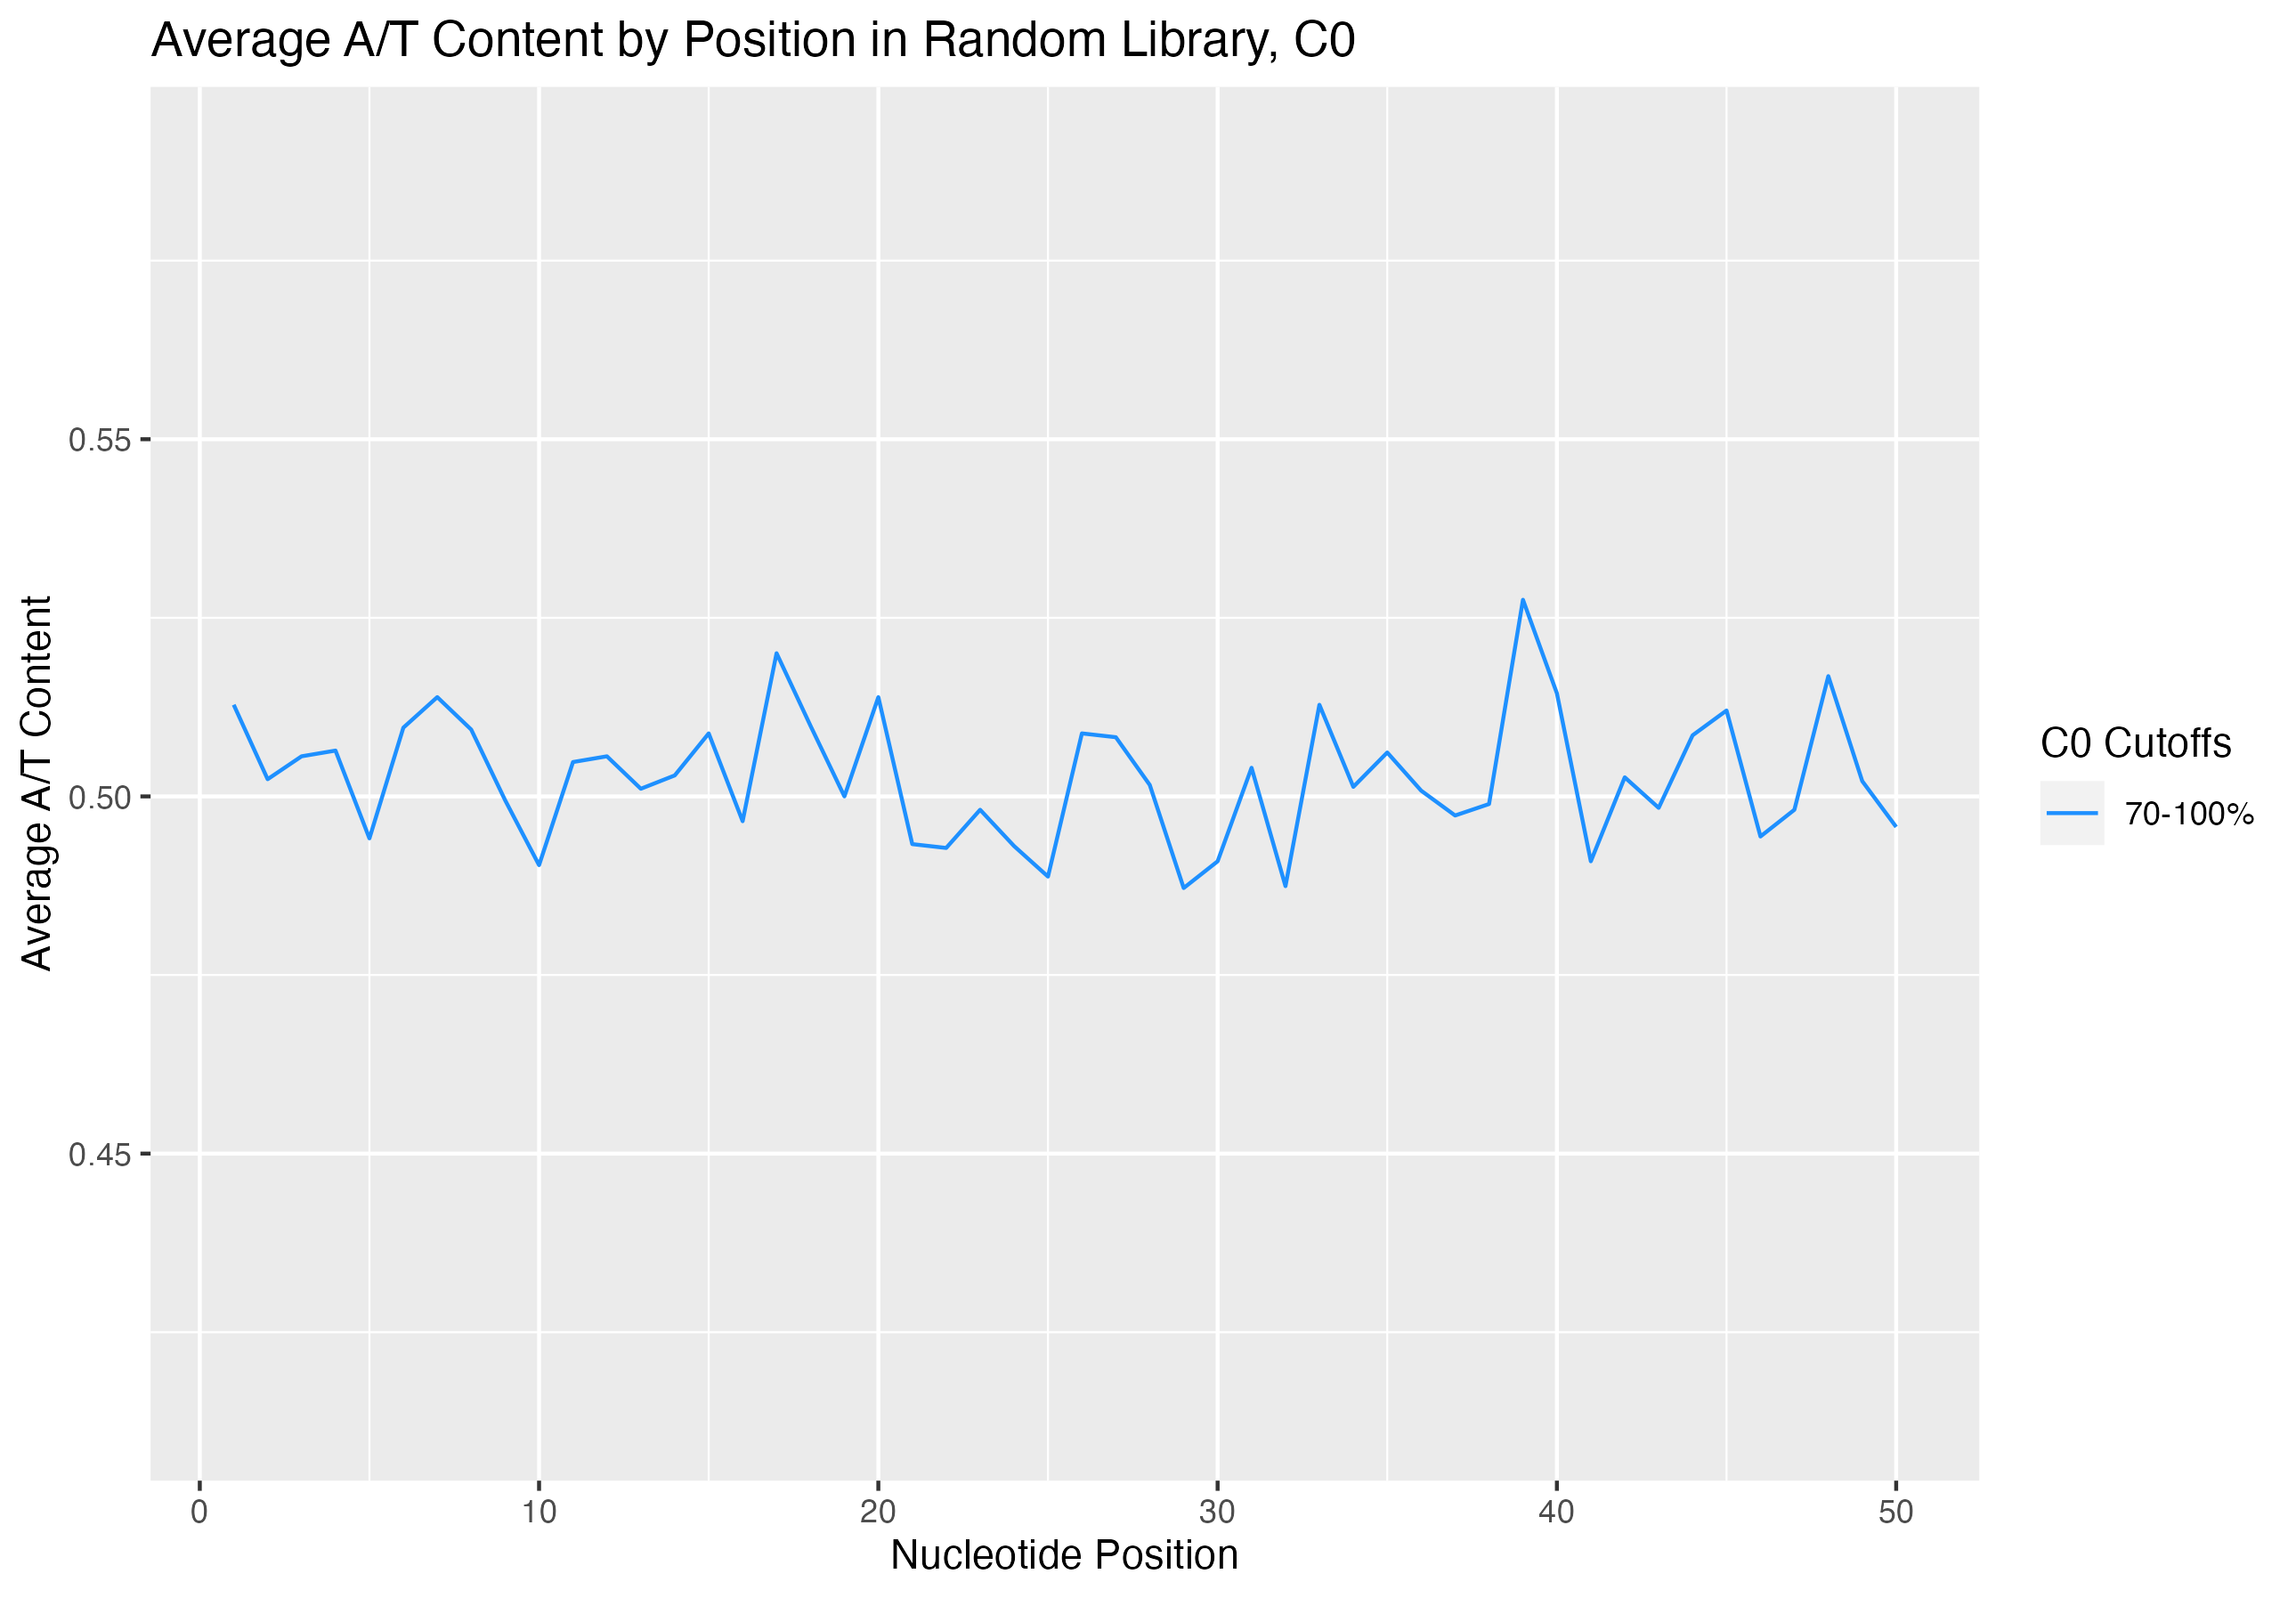 Average A/T Content by Position in Random Library, C0
Average A/T Content
0.55
0.50
0.45
0 10 20 30 40 50
Nucleotide Position
C0 Cutoffs
70-100%